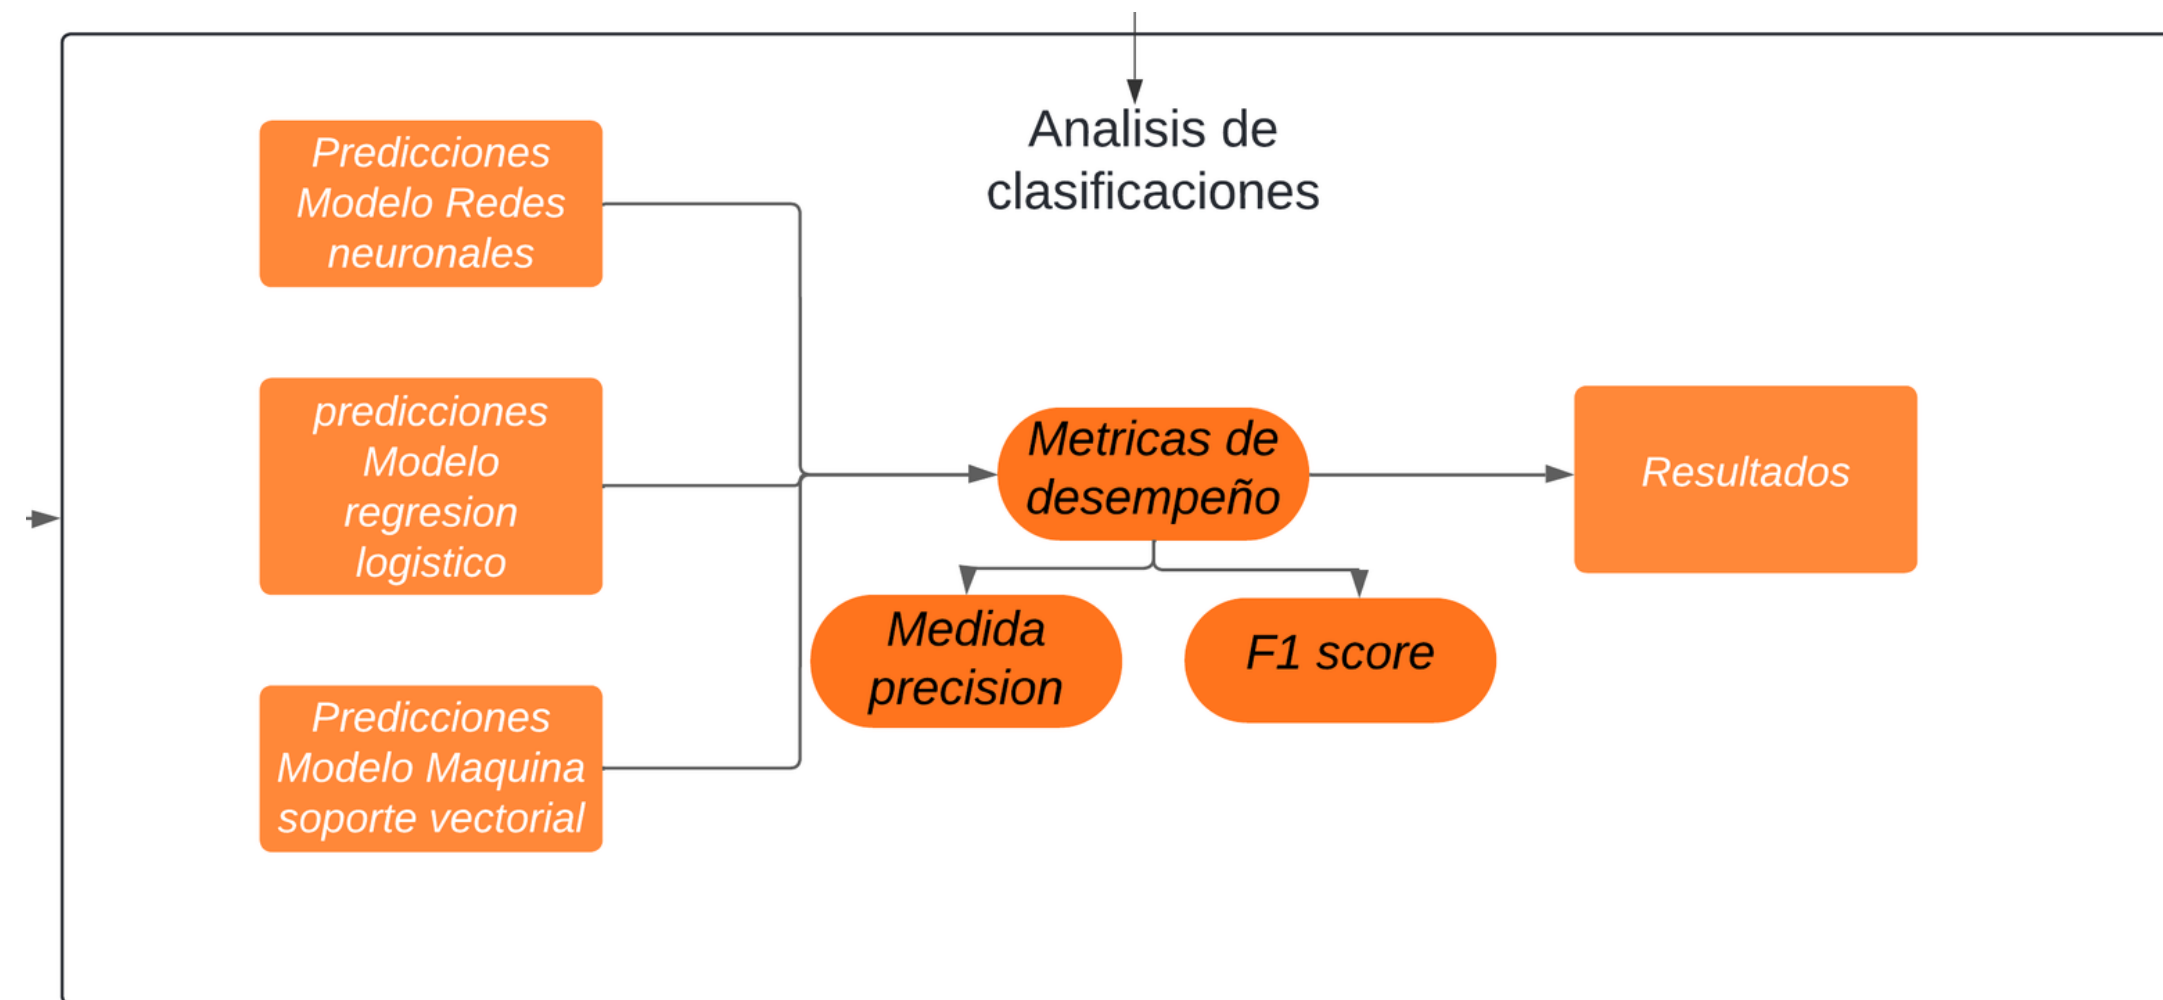 Analisis de
clasificaciones
Predicciones
Modelo Redes
neuronales
predicciones
Modelo
regresion
logistico
Predicciones
Modelo Maquina
soporte vectorial
Metricas de
desempeño
Medida
precision
F1 score
Resultados